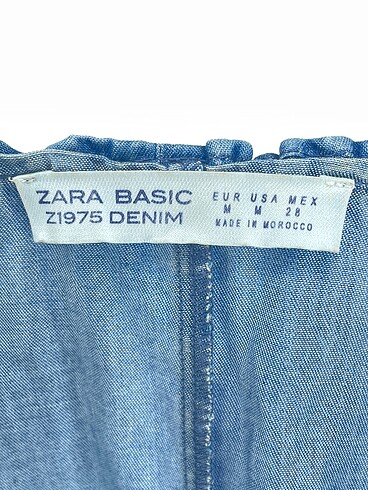 ZARA BASIC
Z1975 DENIM
EUR USA MEX
M M 28
MADE IN MOROCCO